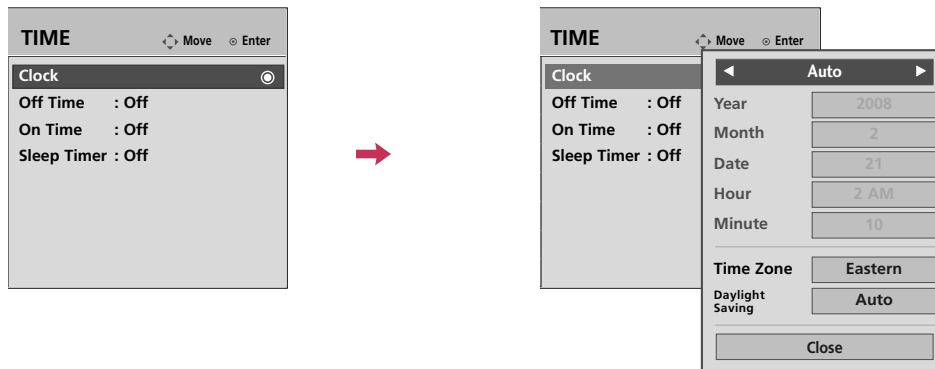 TIME Move Enter
Clock
Off Time : Off
On Time : Off
Sleep Timer : Off
TIME Move Enter
Clock
Off Time : Off
On Time : Off
Sleep Timer : Off
Auto
Year 2008
Month 2
Date 21
Hour 2 AM
Minute 10
Time Zone Eastern
Daylight
Saving Auto
Close